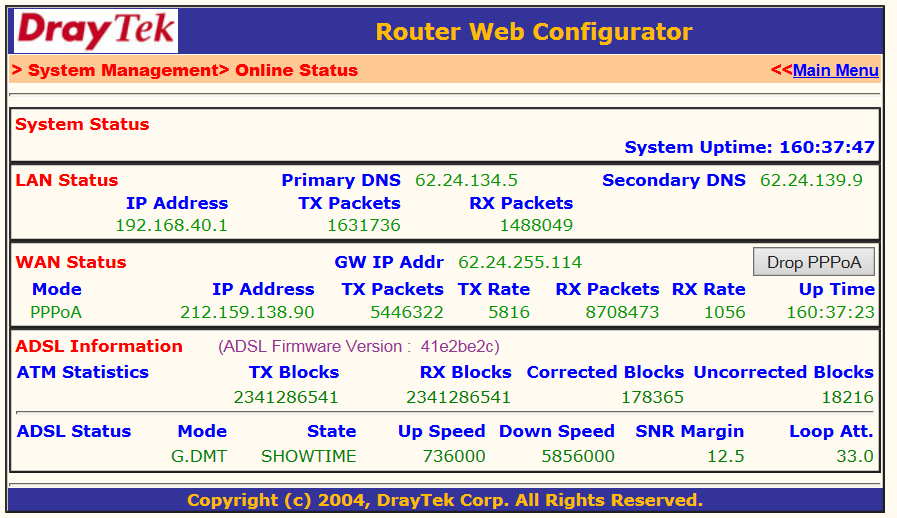 DrayTek Router Web Configurator
> System Management> Online Status <<Main Menu
System Status
System Uptime: 160:37:47
LAN Status Primary DNS 62.24.134.5 Secondary DNS 62.24.139.9
IP Address TX Packets RX Packets
192.168.40.1 1631736 1488049
WAN Status GW IP Addr 62.24.255.114 Drop PPPoA
Mode IP Address TX Packets TX Rate RX Packets RX Rate Up Time
PPPoA 212.159.138.90 5446322 5816 8708473 1056 160:37:23
ADSL Information (ADSL Firmware Version : 41e2be2c)
ATM Statistics TX Blocks RX Blocks Corrected Blocks Uncorrected Blocks
2341286541 2341286541 178365 18216
ADSL Status Mode State Up Speed Down Speed SNR Margin Loop Att.
G.DMT SHOWTIME 736000 5856000 12.5 33.0
Copyright (c) 2004, DrayTek Corp. All Rights Reserved.